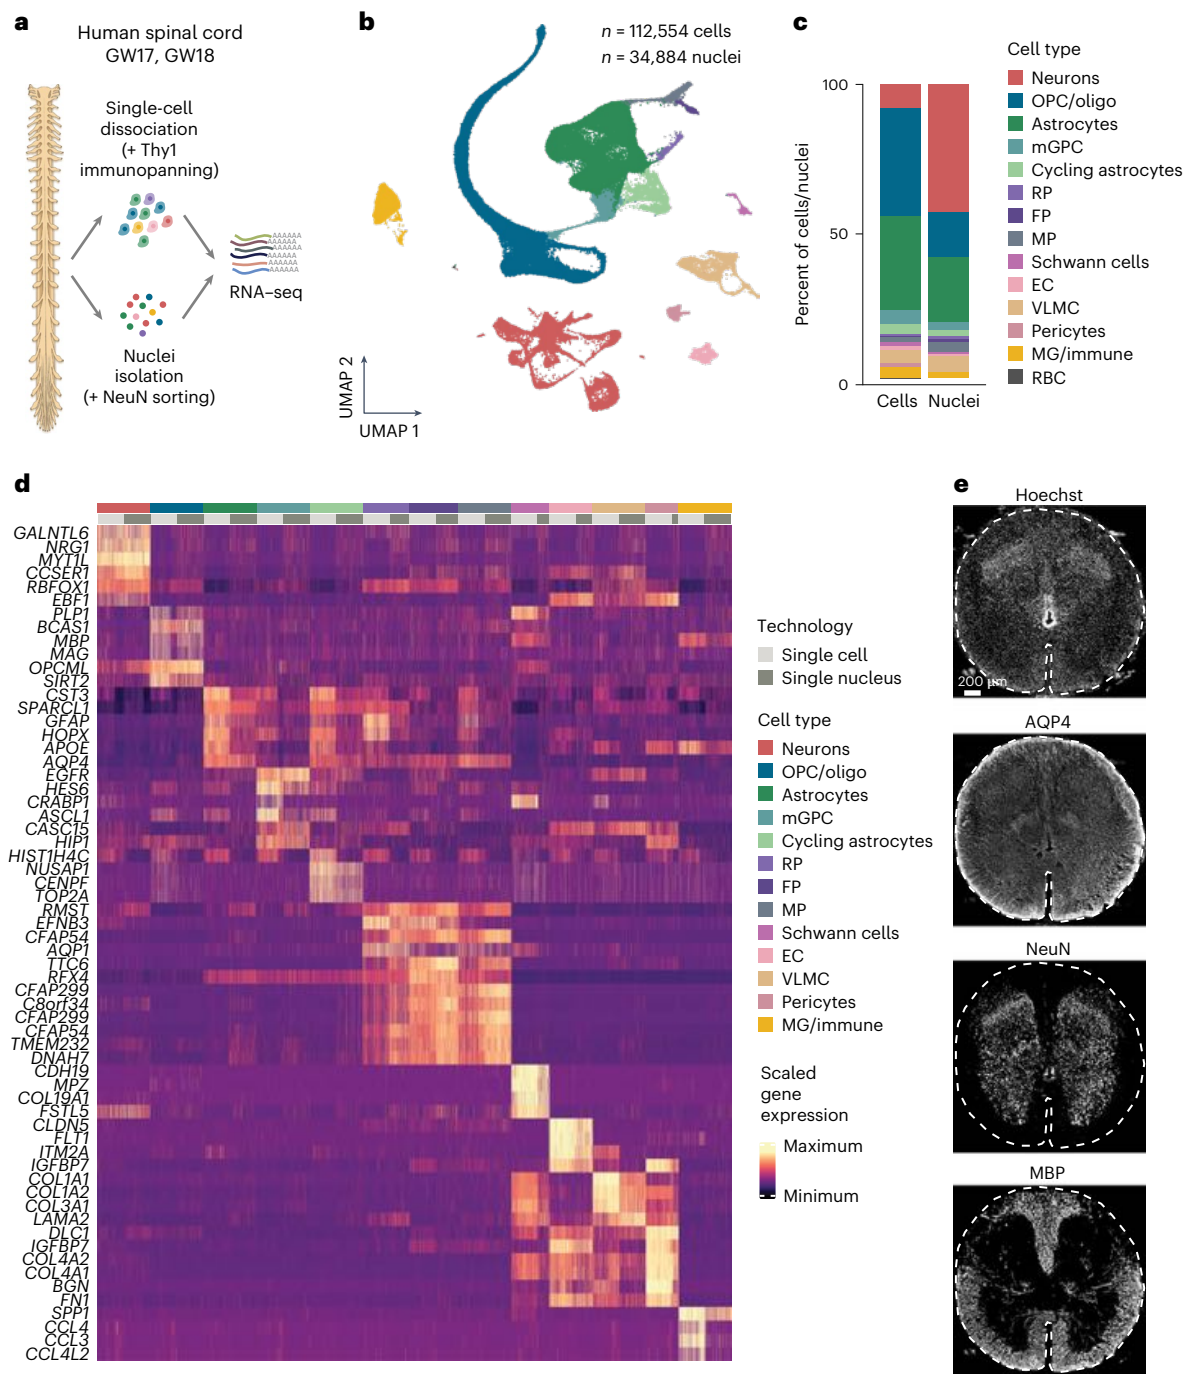 a
Human spinal cord
GW17, GW18
Single-cell
dissociation
(+ Thy1
immunopanning)
AAAAAA
AAAAAA
AAAAAA
AAAAAA
AAAAAA
AAAAAA
RNA–seq
Nuclei
isolation
(+ NeuN sorting)
b
n = 112,554 cells
n = 34,884 nuclei
UMAP 2
UMAP 1
c
Percent of cells/nuclei
100
50
0
Cells Nuclei
Cell type
Neurons
OPC/oligo
Astrocytes
mGPC
Cycling astrocytes
RP
FP
MP
Schwann cells
EC
VLMC
Pericytes
MG/immune
RBC
d
GALNTL6
NRG1
MYT1L
CCSER1
RBFOX1
EBF1
PLP1
BCAS1
MBP
MAG
OPCML
SIRT2
CST3
SPARCL1
GFAP
HOPX
APOE
AQP4
EGFR
HES6
CRABP1
ASCL1
CASC15
HIP1
HIST1H4C
NUSAP1
CENPF
TOP2A
RMST
EFNB3
CFAP54
AQP1
TTC6
RFX4
CFAP299
C8orf34
CFAP299
CFAP54
TMEM232
DNAH7
CDH19
MPZ
COL19A1
FSTL5
CLDN5
FLT1
ITM2A
IGFBP7
COL1A1
COL1A2
COL3A1
LAMA2
DLC1
IGFBP7
COL4A2
COL4A1
BGN
FN1
SPP1
CCL4
CCL3
CCL4L2
Technology
Single cell
Single nucleus
Cell type
Neurons
OPC/oligo
Astrocytes
mGPC
Cycling astrocytes
RP
FP
MP
Schwann cells
EC
VLMC
Pericytes
MG/immune
Scaled
gene
expression
Maximum
Minimum
e
Hoechst
200 µm
AQP4
NeuN
MBP